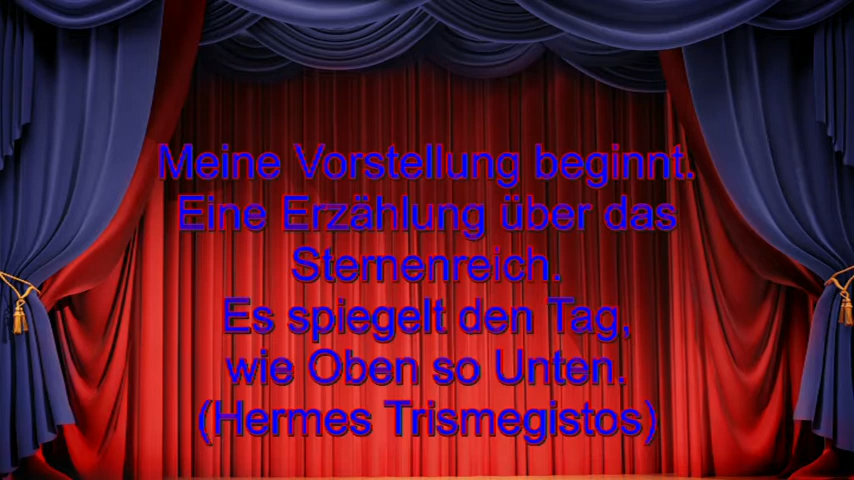 Meine Vorstellung beginnt.
Eine Erzählung über das
Sternenreich.
Es spiegelt den Tag,
wie Oben so Unten.
(Hermes Trismegistos)